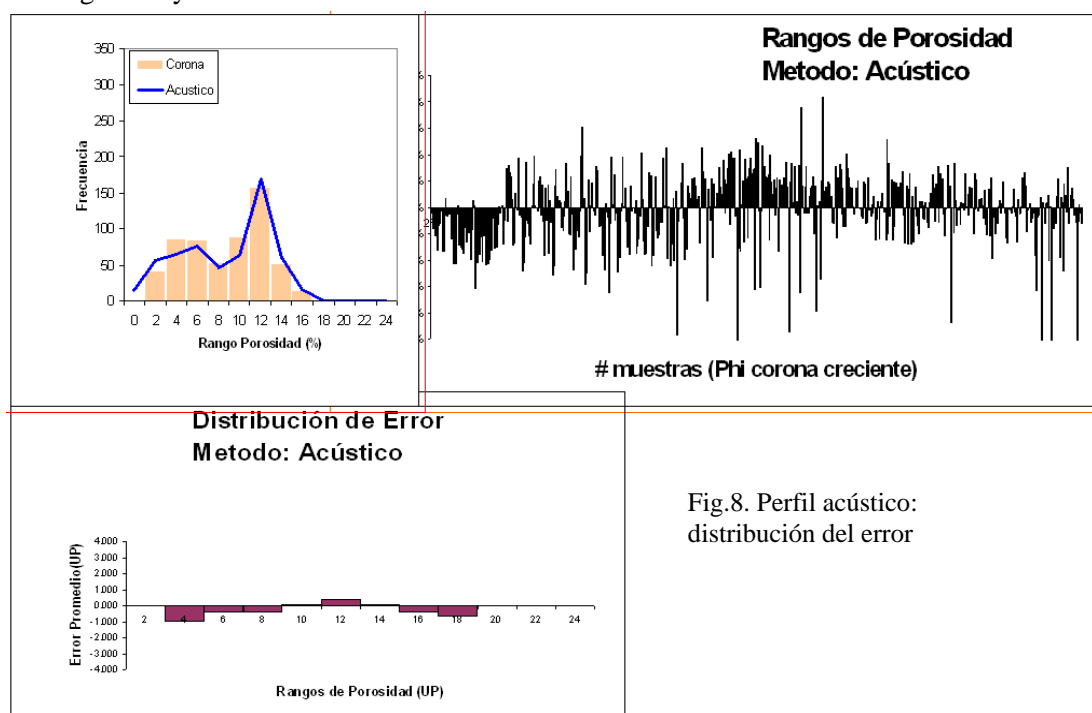 350
300
250
200
150
100
50
0
Frecuencia
Corona
Acustico
0 2 4 6 8 10 12 14 16 18 20 22 24
Rango Porosidad (%)
Rangos de Porosidad
Metodo: Acústico
# muestras (Phi corona creciente)
Distribución de Error
Metodo: Acústico
4.000
3.000
2.000
1.000
0.000
-1.000
-2.000
-3.000
-4.000
Error Promedio(UP)
2 4 6 8 10 12 14 16 18 20 22 24
Rangos de Porosidad (UP)
Fig.8. Perfil acústico:
distribución del error